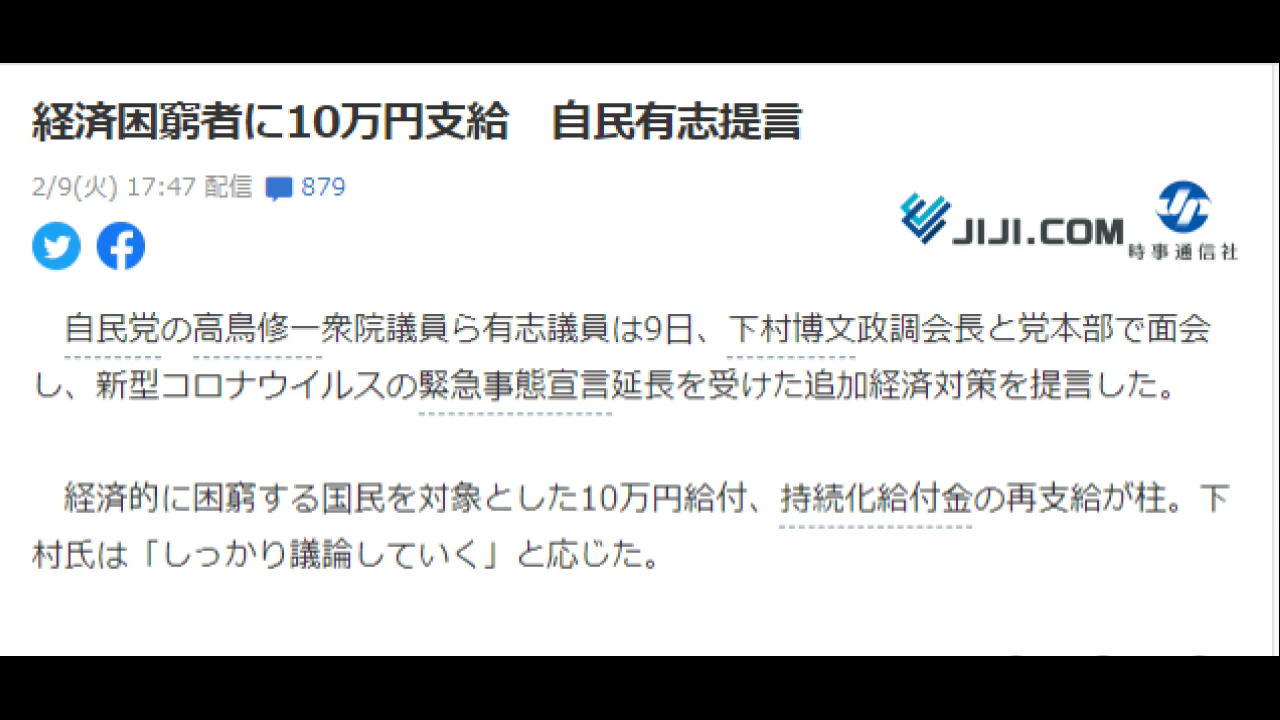 経済困窮者に10万円支給　自民有志提言
2/9(火) 17:47 配信 879
JIJI.COM
時事通信社
自民党の高鳥修一衆院議員ら有志議員は9日、下村博文政調会長と党本部で面会
し、新型コロナウイルスの緊急事態宣言延長を受けた追加経済対策を提言した。
経済的に困窮する国民を対象とした10万円給付、持続化給付金の再支給が柱。下
村氏は「しっかり議論していく」と応じた。